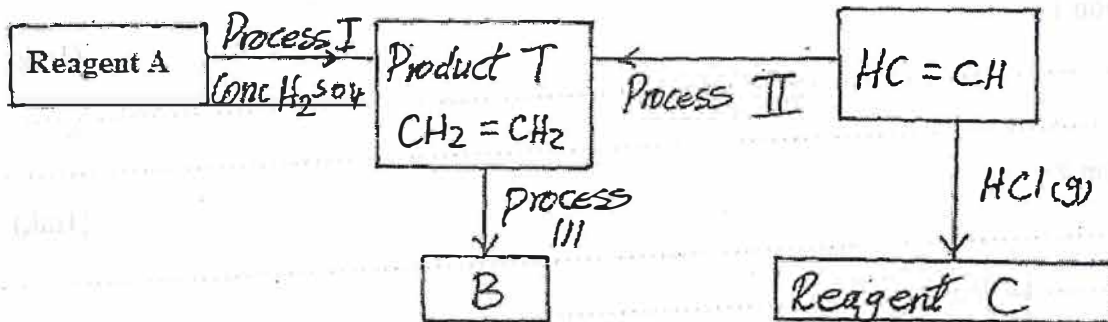 Reagent A
Process I
Conc H₂SO₄
Product T
CH₂ = CH₂
Process II
HC = CH
HCl (g)
process
III
B
Reagent C